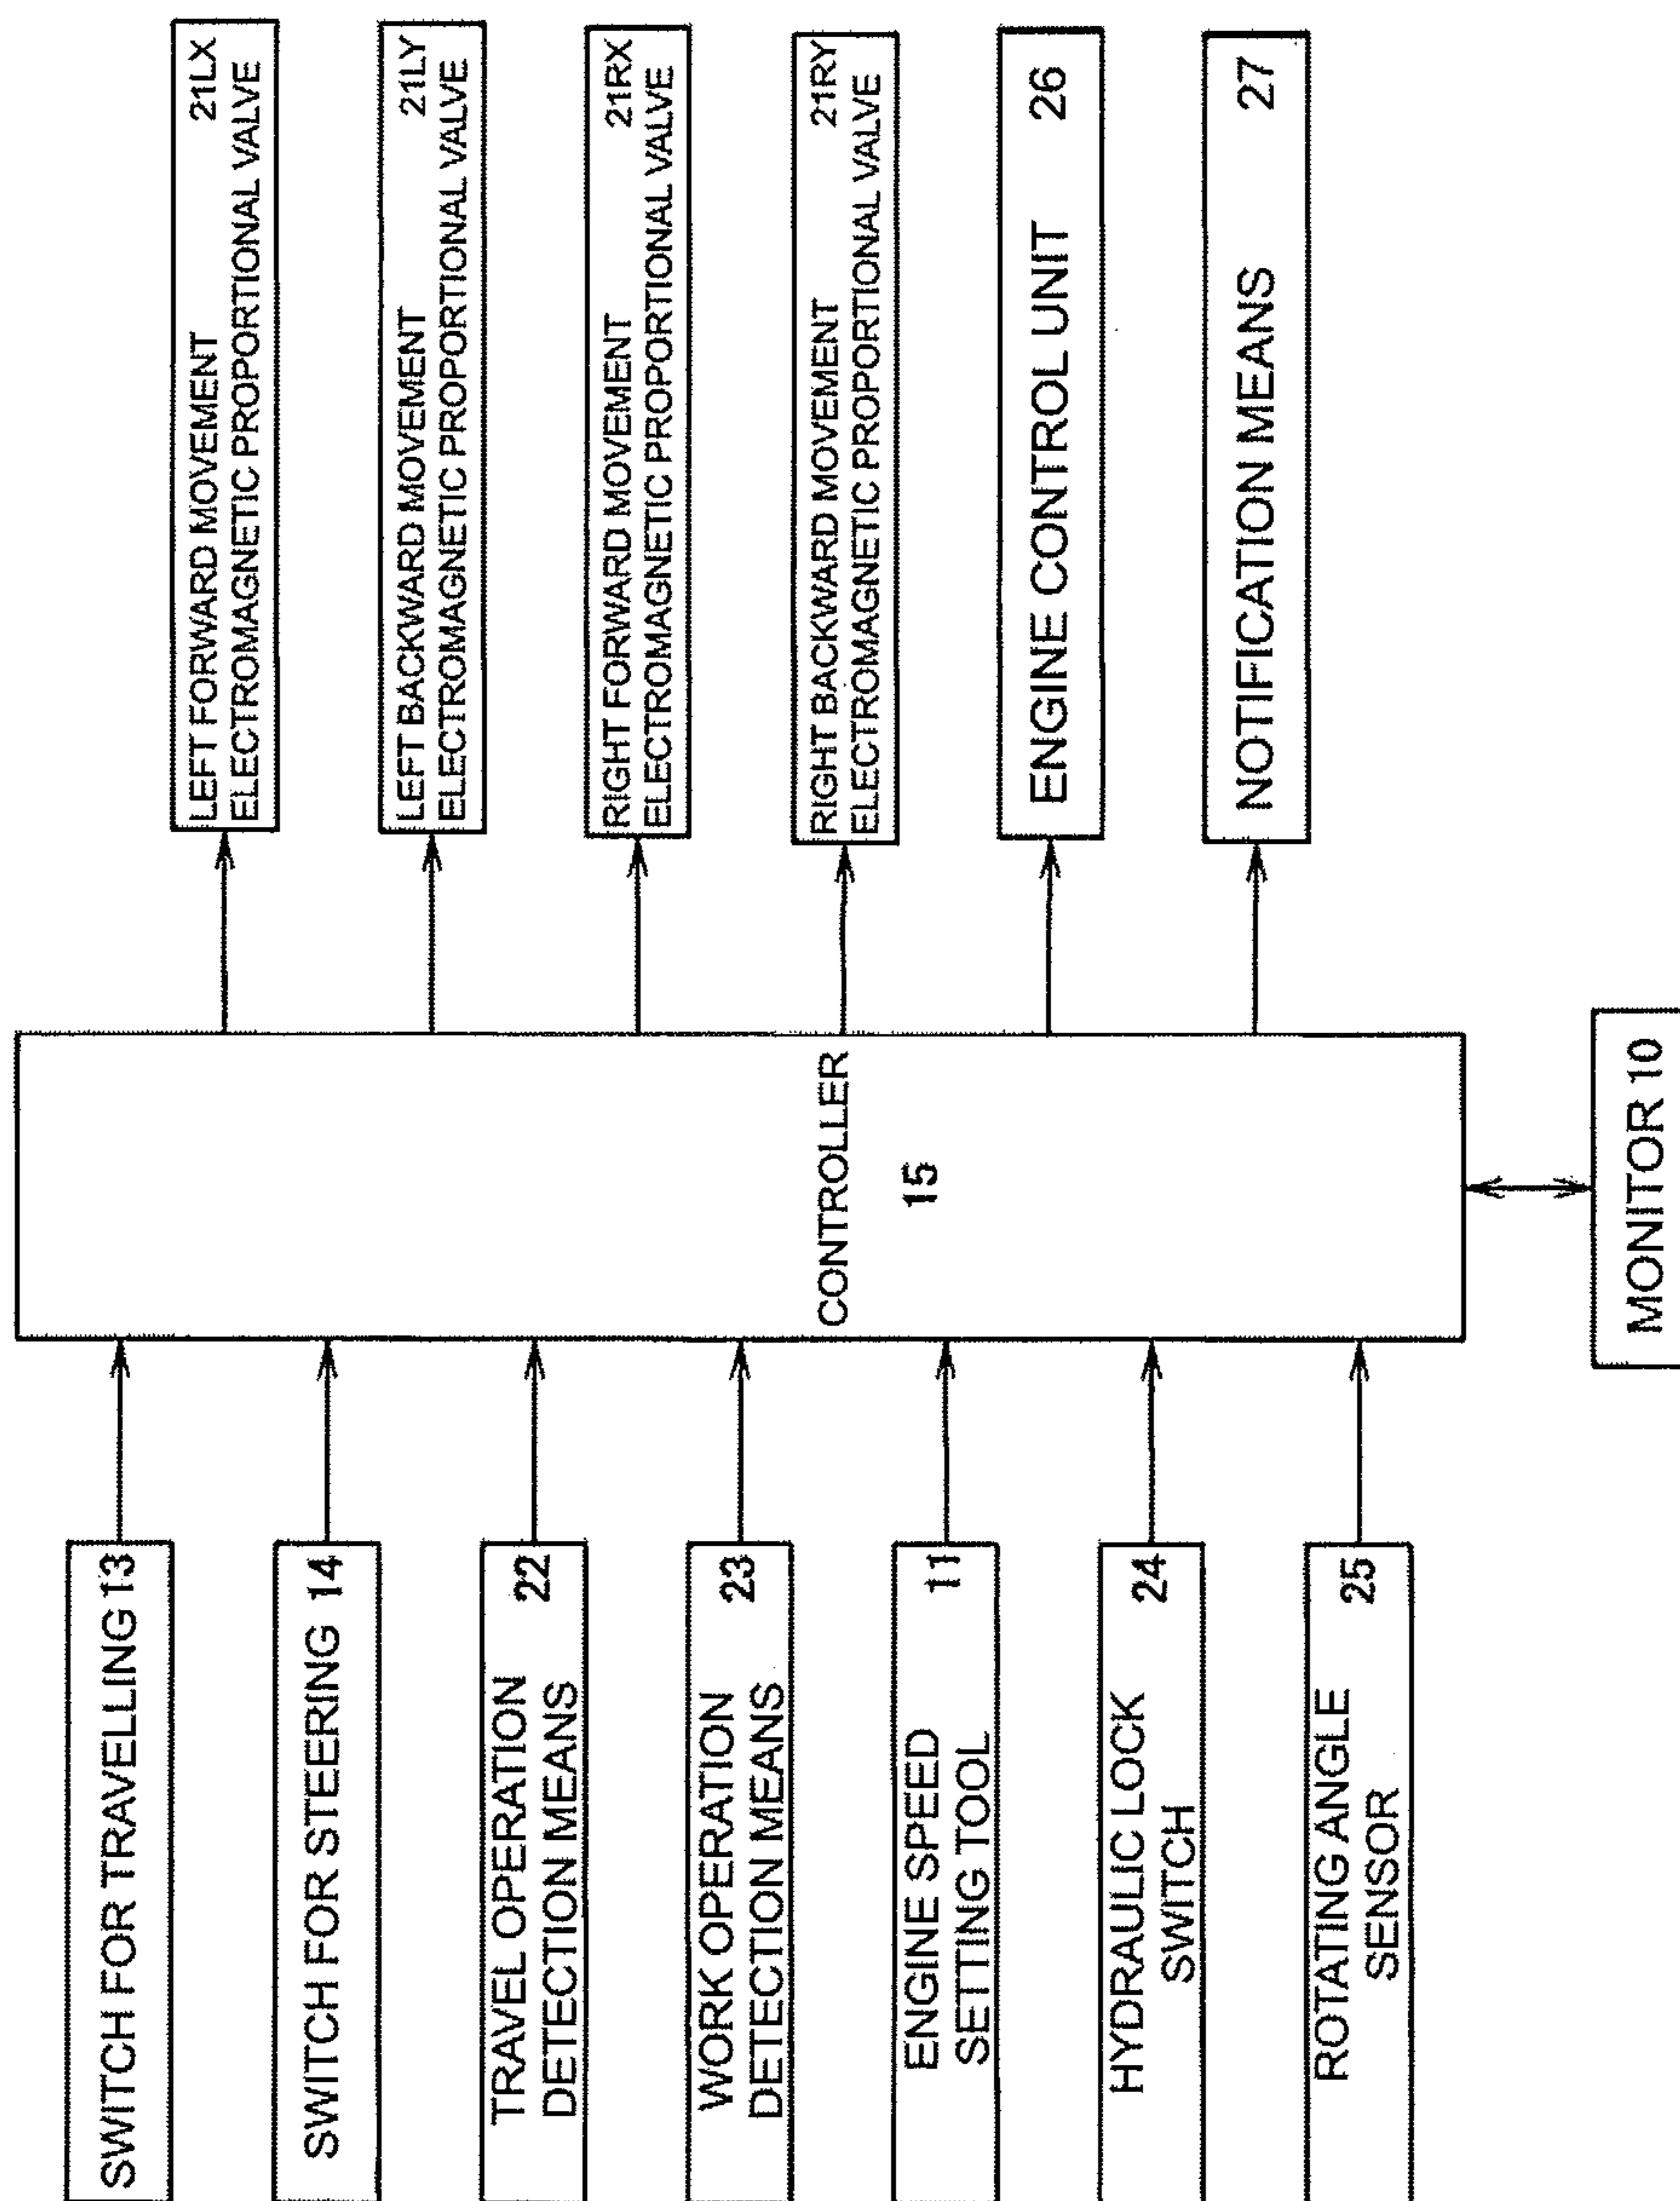 SWITCH FOR TRAVELLING 13
SWITCH FOR STEERING 14
TRAVEL OPERATION 22
DETECTION MEANS
WORK OPERATION 23
DETECTION MEANS
ENGINE SPEED 11
SETTING TOOL
HYDRAULIC LOCK 24
SWITCH
ROTATING ANGLE 25
SENSOR
CONTROLLER
15
MONITOR 10
LEFT FORWARD MOVEMENT 21LX
ELECTROMAGNETIC PROPORTIONAL VALVE
LEFT BACKWARD MOVEMENT 21LY
ELECTROMAGNETIC PROPORTIONAL VALVE
RIGHT FORWARD MOVEMENT 21RX
ELECTROMAGNETIC PROPORTIONAL VALVE
RIGHT BACKWARD MOVEMENT 21RY
ELECTROMAGNETIC PROPORTIONAL VALVE
ENGINE CONTROL UNIT 26
NOTIFICATION MEANS 27